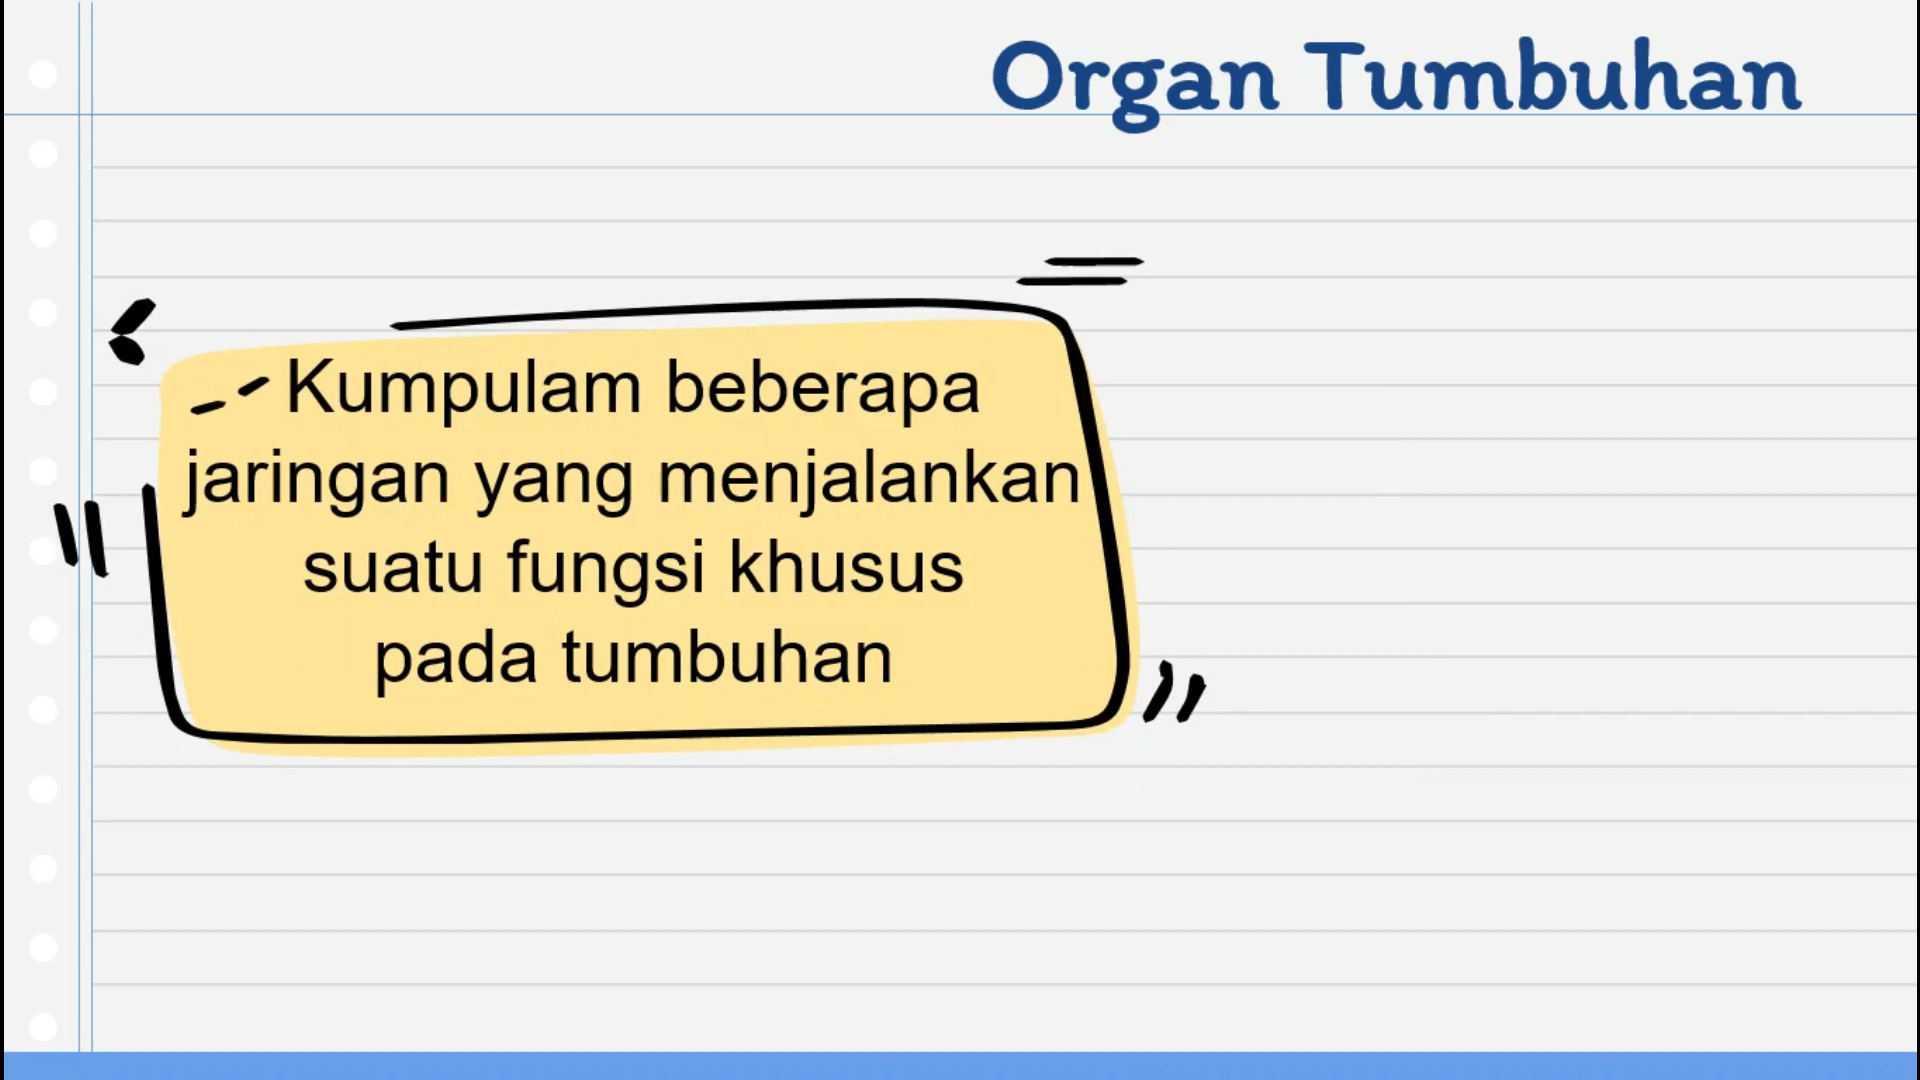 Organ Tumbuhan
Kumpulam beberapa
jaringan yang menjalankan
suatu fungsi khusus
pada tumbuhan